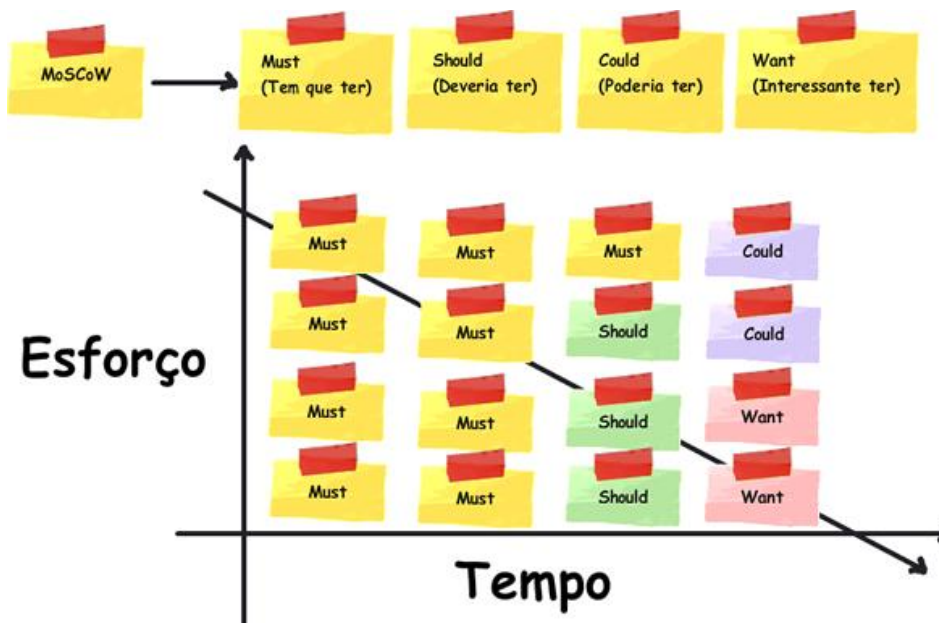 MoSCoW
Must
(Tem que ter)
Should
(Deveria ter)
Could
(Poderia ter)
Want
(Interessante ter)
Must
Must
Must
Could
Must
Must
Should
Could
Esforço
Must
Must
Should
Want
Must
Must
Should
Want
Tempo